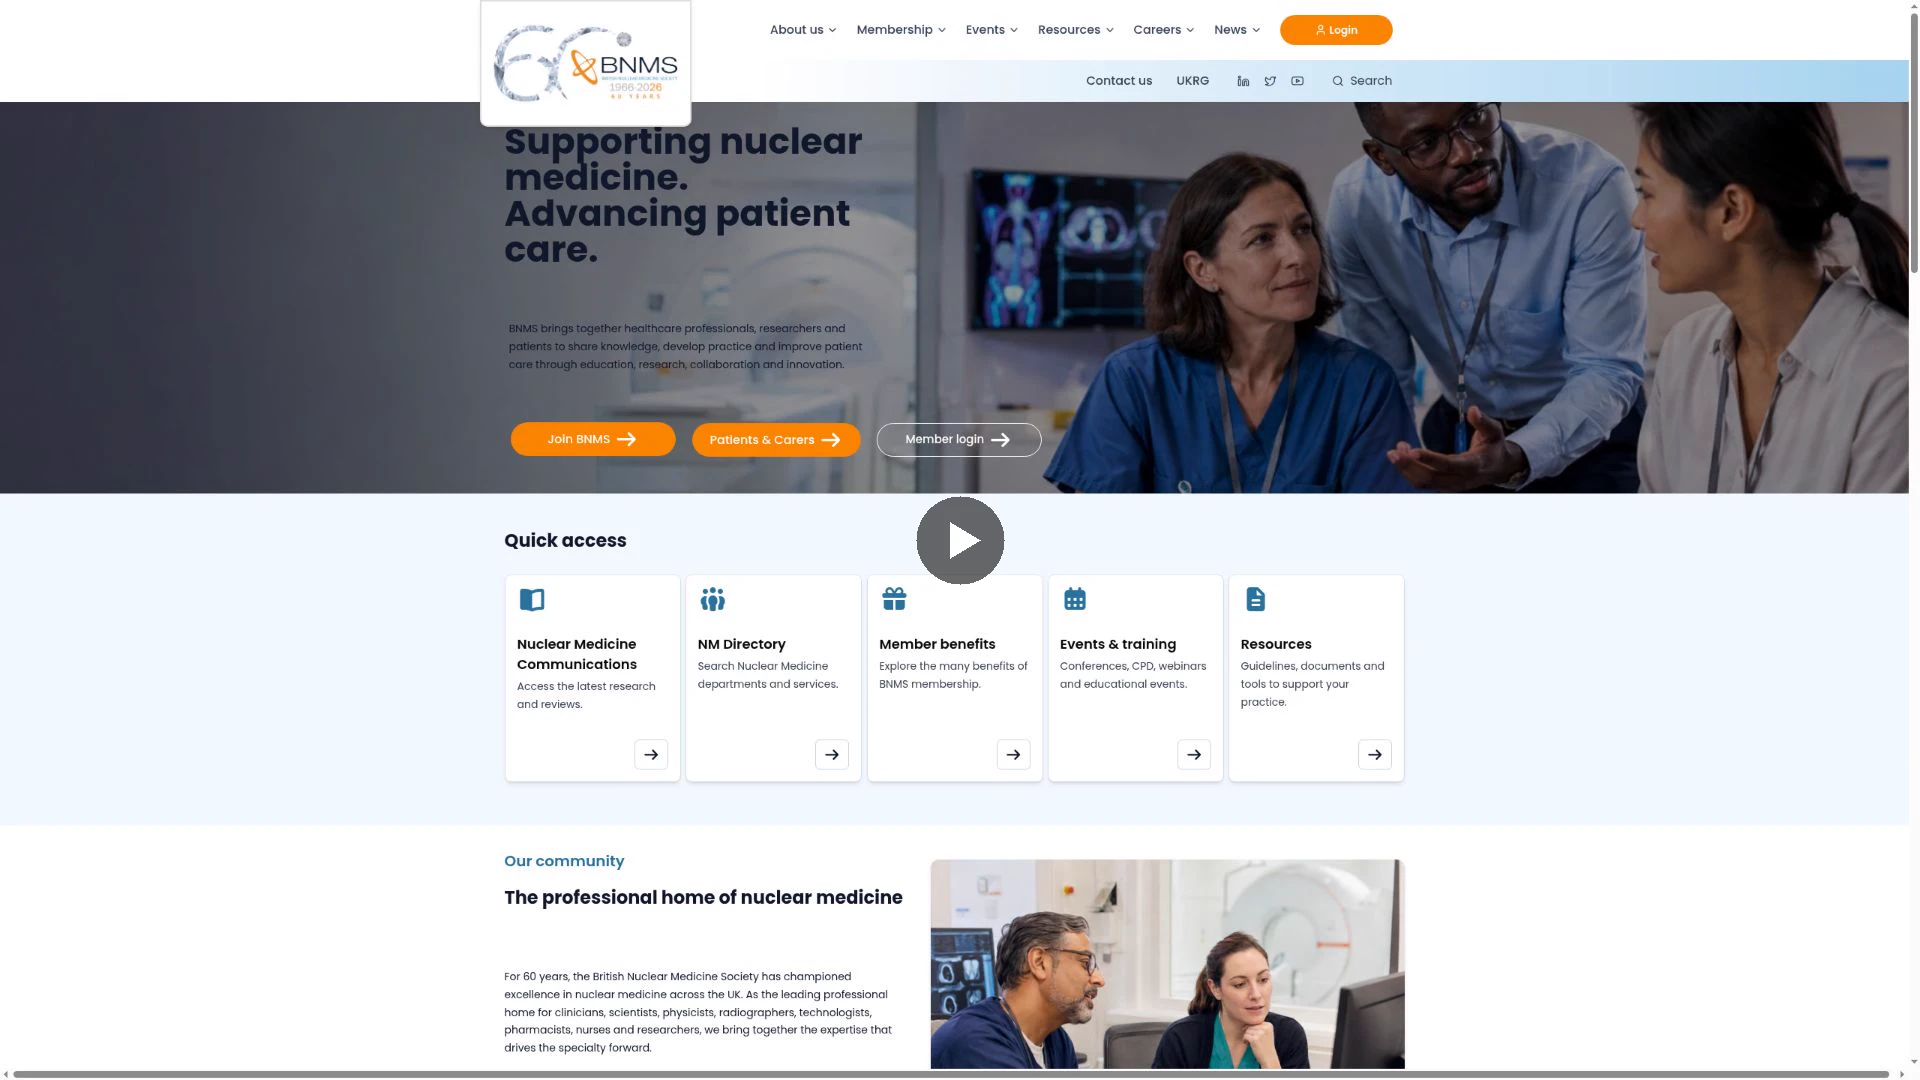 About us
Membership
Events
Resources
Careers
News
Login
BNMS
BRITISH NUCLEAR MEDICINE SOCIETY
1966-2026
60 YEARS
Contact us
UKRG
Search
Supporting nuclear
medicine.
Advancing patient
care.
BNMS brings together healthcare professionals, researchers and
patients to share knowledge, develop practice and improve patient
care through education, research, collaboration and innovation.
Join BNMS
Patients & Carers
Member login
Quick access
Nuclear Medicine
Communications
Access the latest research
and reviews.
NM Directory
Search Nuclear Medicine
departments and services.
Member benefits
Explore the many benefits of
BNMS membership.
Events & training
Conferences, CPD, webinars
and educational events.
Resources
Guidelines, documents and
tools to support your
practice.
Our community
The professional home of nuclear medicine
For 60 years, the British Nuclear Medicine Society has championed
excellence in nuclear medicine across the UK. As the leading professional
home for clinicians, scientists, physicists, radiographers, technologists,
pharmacists, nurses and researchers, we bring together the expertise that
drives the specialty forward.